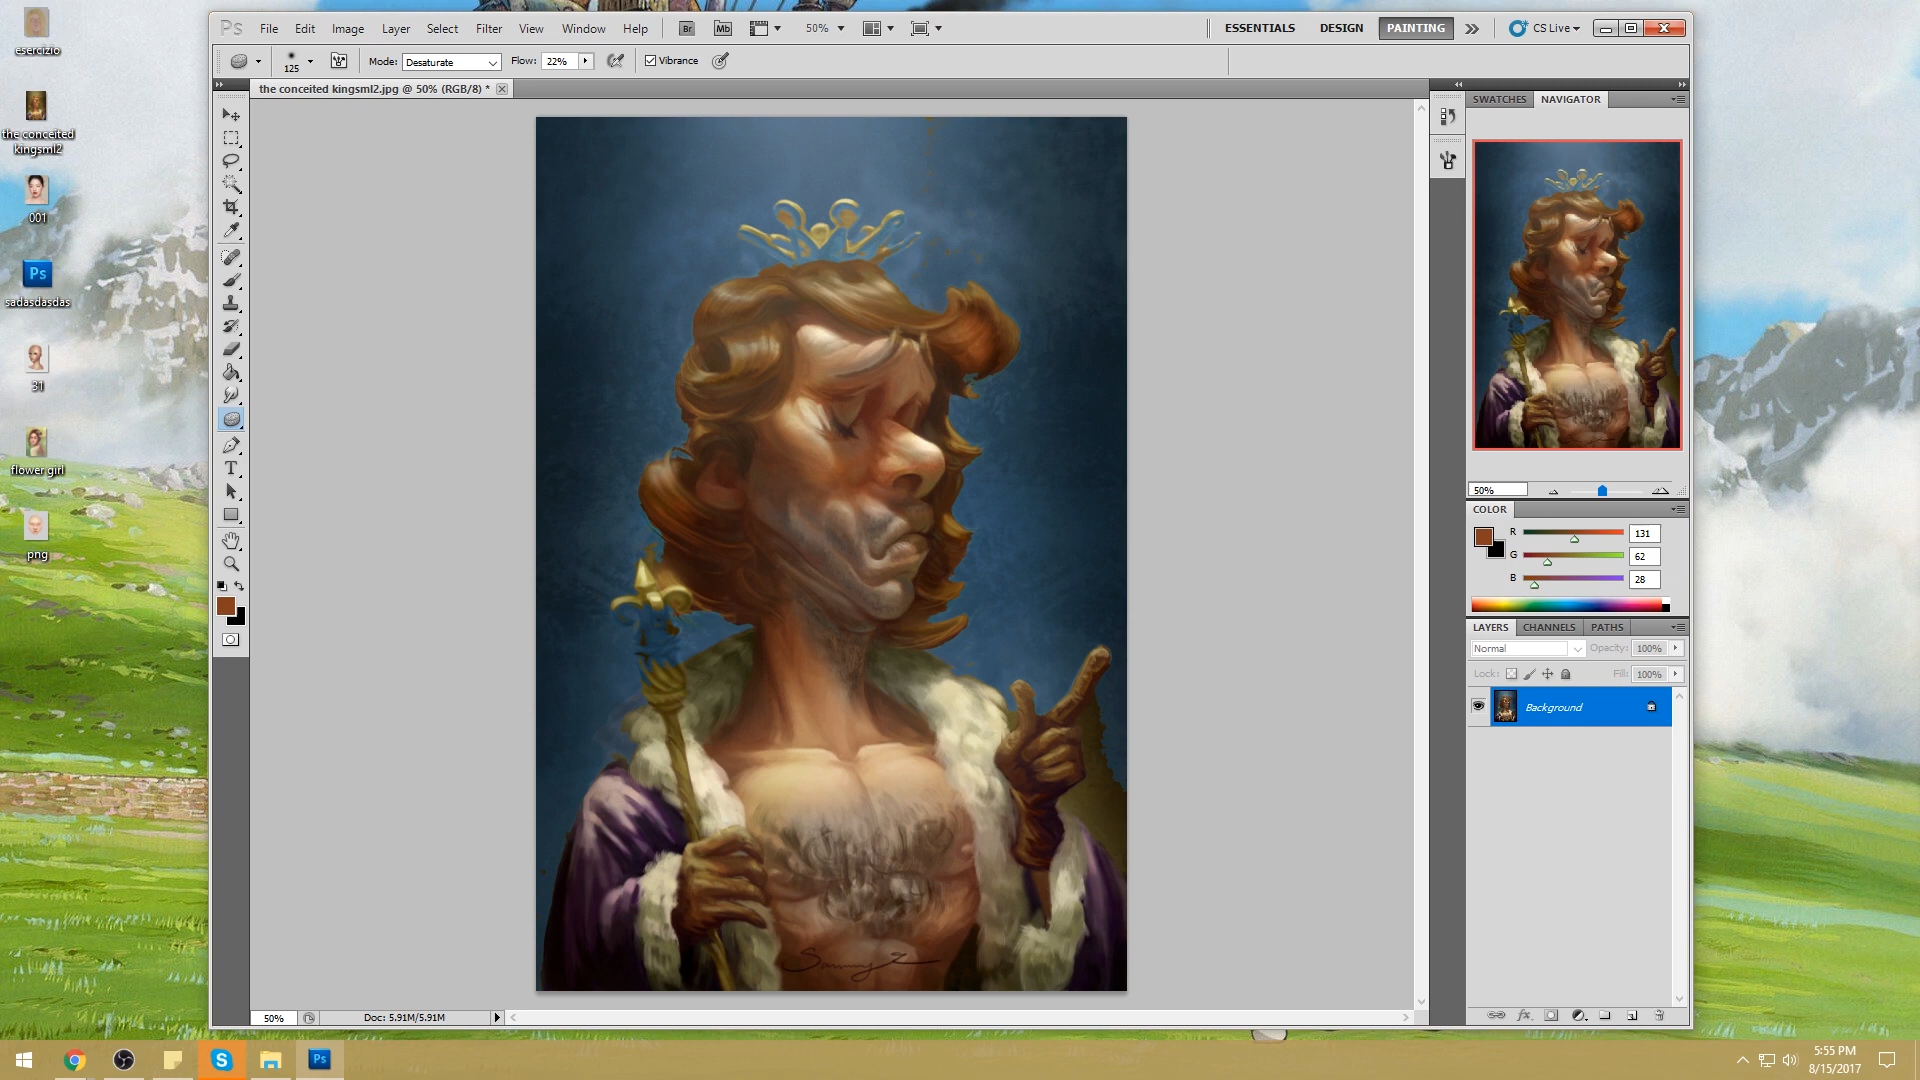 esercizio
the conceited
kingsml2
001
Ps
sadasdasdas
31
flower girl
png
Ps File Edit Image Layer Select Filter View Window Help Br Mb 50% ESSENTIALS DESIGN PAINTING CS Live
125 Mode: Desaturate Flow: 22% Vibrance
the conceited kingsml2.jpg @ 50% (RGB/8) *
SWATCHES NAVIGATOR
50%
COLOR
R 131
G 62
B 28
LAYERS CHANNELS PATHS
Normal Opacity: 100%
Lock: Fill: 100%
Background
fx
T
50% Doc: 5.91M/5.91M
S Ps
5:55 PM
8/15/2017